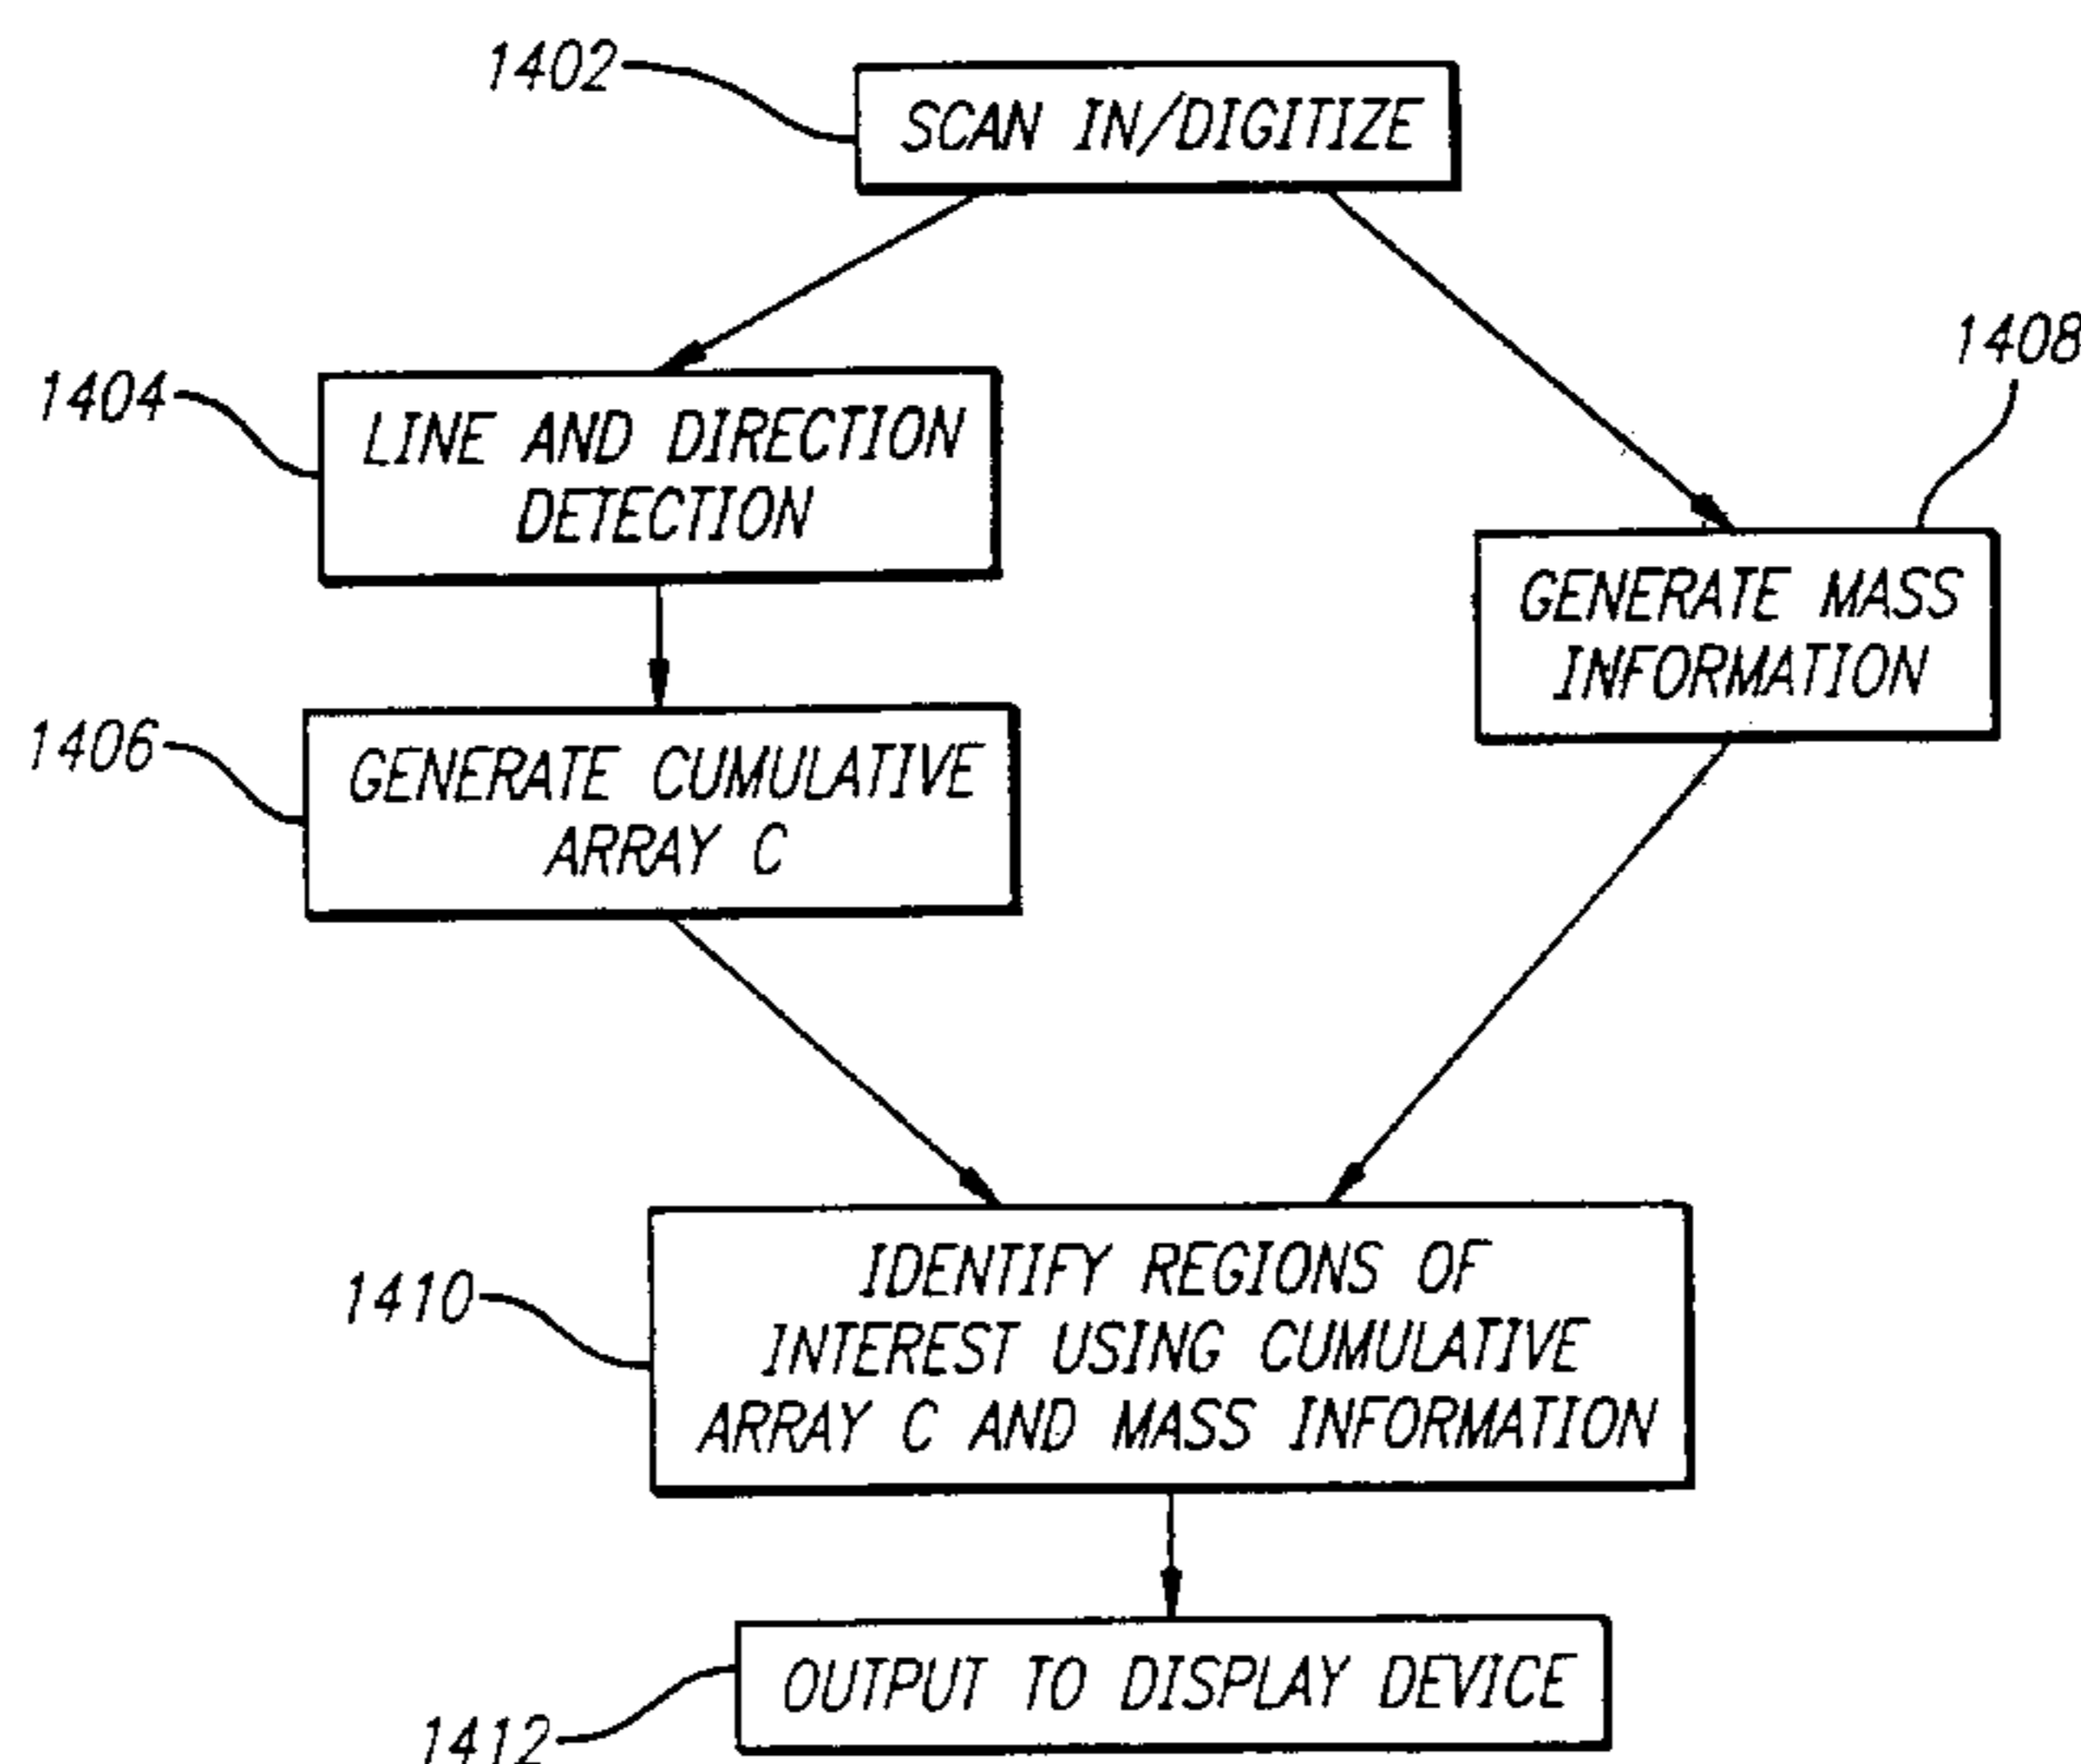 1402
SCAN IN/DIGITIZE
1408
1404
LINE AND DIRECTION
DETECTION
GENERATE MASS
INFORMATION
1406
GENERATE CUMULATIVE
ARRAY C
1410
IDENTIFY REGIONS OF
INTEREST USING CUMULATIVE
ARRAY C AND MASS INFORMATION
OUTPUT TO DISPLAY DEVICE
1412